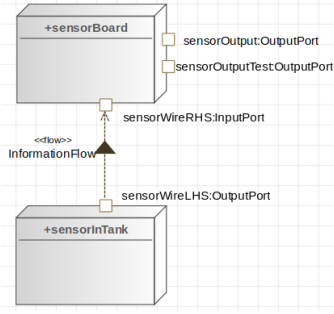 +sensorBoard
sensorOutput:OutputPort
sensorOutputTest:OutputPort
sensorWireRHS:InputPort
<<flow>>
InformationFlow
sensorWireLHS:OutputPort
+sensorInTank